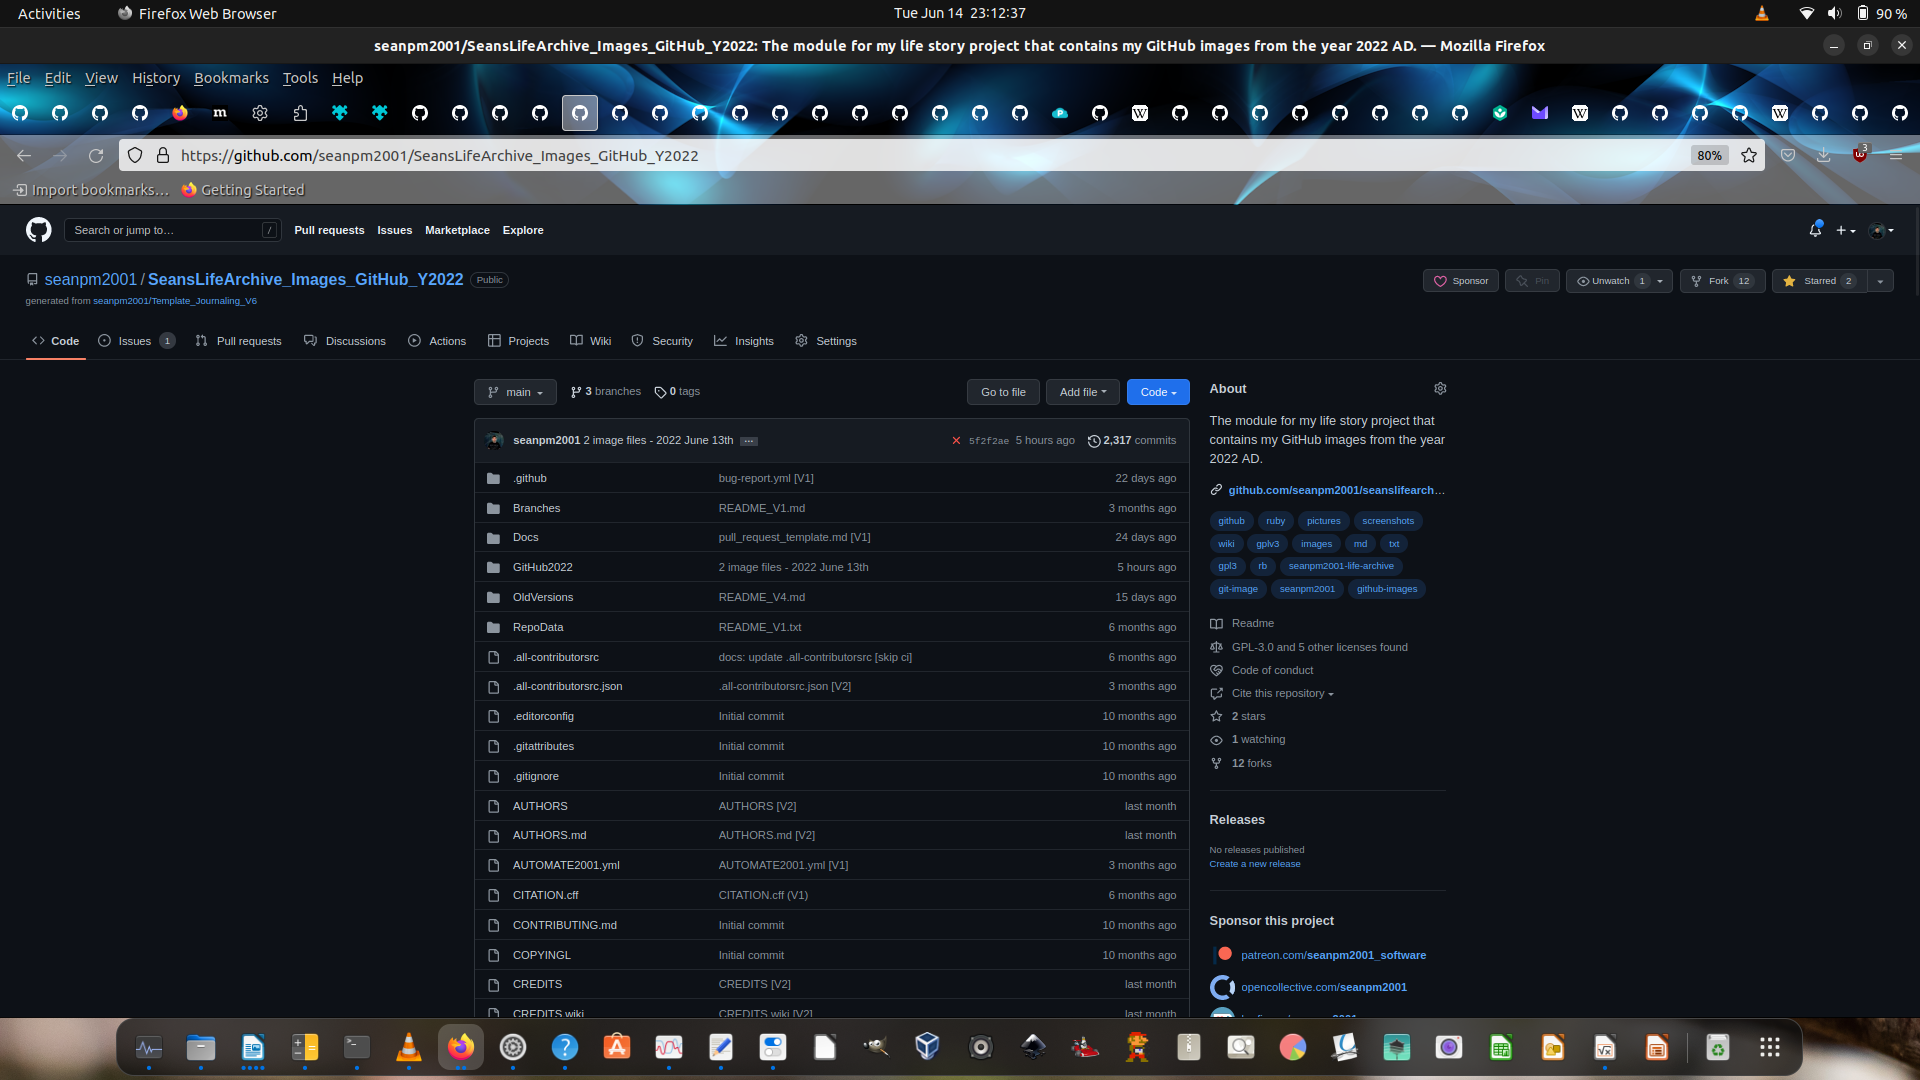 Activities Firefox Web Browser Tue Jun 14 23:12:37 90 %
seanpm2001/SeansLifeArchive_Images_GitHub_Y2022: The module for my life story project that contains my GitHub images from the year 2022 AD. — Mozilla Firefox
File Edit View History Bookmarks Tools Help
https://github.com/seanpm2001/SeansLifeArchive_Images_GitHub_Y2022 80% 3
Import bookmarks… Getting Started
Search or jump to… / Pull requests Issues Marketplace Explore
seanpm2001 / SeansLifeArchive_Images_GitHub_Y2022 Public Sponsor Pin Unwatch 1 Fork 12 Starred 2
generated from seanpm2001/Template_Journaling_V6
Code Issues 1 Pull requests Discussions Actions Projects Wiki Security Insights Settings
main 3 branches 0 tags Go to file Add file Code
seanpm2001 2 image files - 2022 June 13th ... 5f2f2ae 5 hours ago 2,317 commits
.github bug-report.yml [V1] 22 days ago
Branches README_V1.md 3 months ago
Docs pull_request_template.md [V1] 24 days ago
GitHub2022 2 image files - 2022 June 13th 5 hours ago
OldVersions README_V4.md 15 days ago
RepoData README_V1.txt 6 months ago
.all-contributorsrc docs: update .all-contributorsrc [skip ci] 6 months ago
.all-contributorsrc.json .all-contributorsrc.json [V2] 3 months ago
.editorconfig Initial commit 10 months ago
.gitattributes Initial commit 10 months ago
.gitignore Initial commit 10 months ago
AUTHORS AUTHORS [V2] last month
AUTHORS.md AUTHORS.md [V2] last month
AUTOMATE2001.yml AUTOMATE2001.yml [V1] 3 months ago
CITATION.cff CITATION.cff (V1) 6 months ago
CONTRIBUTING.md Initial commit 10 months ago
COPYINGL Initial commit 10 months ago
CREDITS CREDITS [V2] last month
CREDITS.wiki CREDITS.wiki [V2] last month
About
The module for my life story project that
contains my GitHub images from the year
2022 AD.
github.com/seanpm2001/seanslifearch…
github ruby pictures screenshots
wiki gplv3 images md txt
gpl3 rb seanpm2001-life-archive
git-image seanpm2001 github-images
Readme
GPL-3.0 and 5 other licenses found
Code of conduct
Cite this repository
2 stars
1 watching
12 forks
Releases
No releases published
Create a new release
Sponsor this project
patreon.com/seanpm2001_software
opencollective.com/seanpm2001